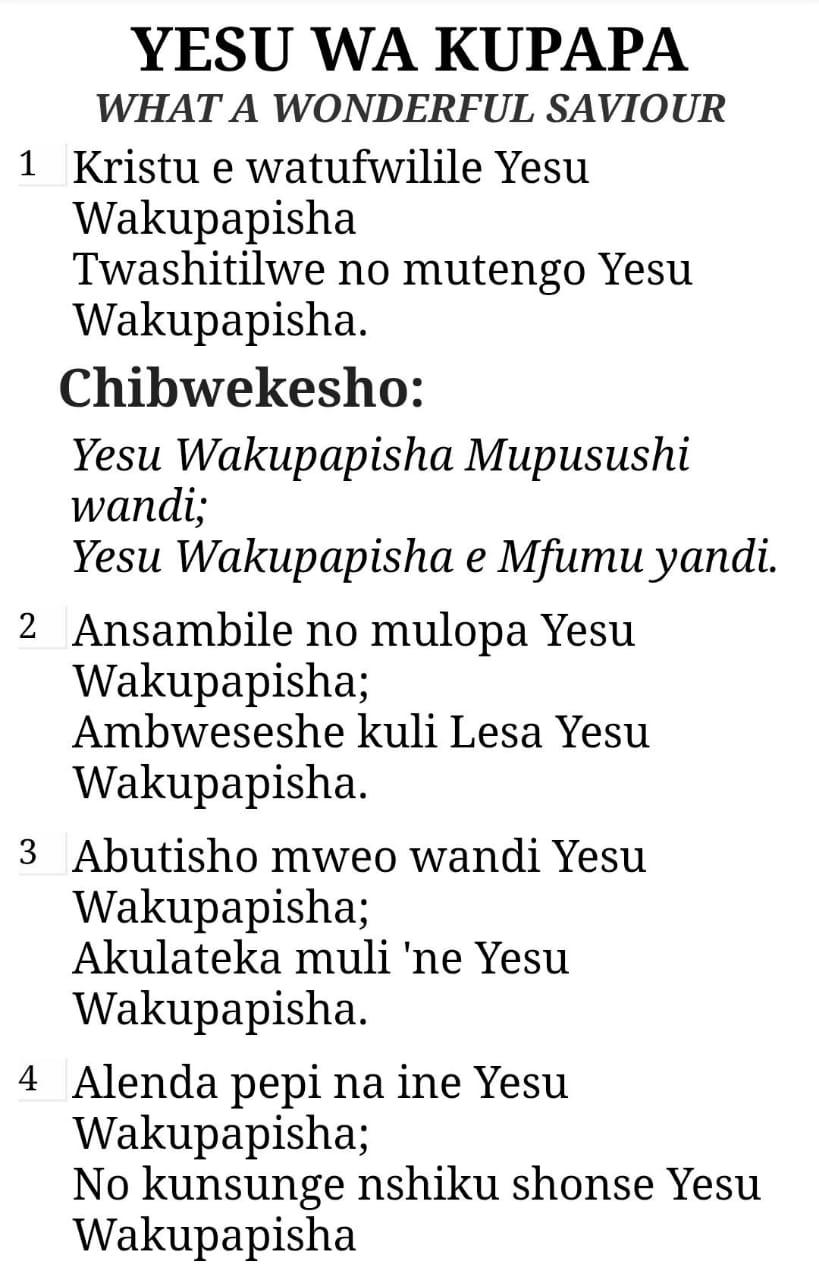 YESU WA KUPAPA
WHAT A WONDERFUL SAVIOUR
1 Kristu e watufwilile Yesu
Wakupapisha
Twashitilwe no mutengo Yesu
Wakupapisha.
Chibwekesho:
Yesu Wakupapisha Mupusushi
wandi;
Yesu Wakupapisha e Mfumu yandi.
2 Ansambile no mulopa Yesu
Wakupapisha;
Ambweseshe kuli Lesa Yesu
Wakupapisha.
3 Abutisho mweo wandi Yesu
Wakupapisha;
Akulateka muli 'ne Yesu
Wakupapisha.
4 Alenda pepi na ine Yesu
Wakupapisha;
No kunsunge nshiku shonse Yesu
Wakupapisha